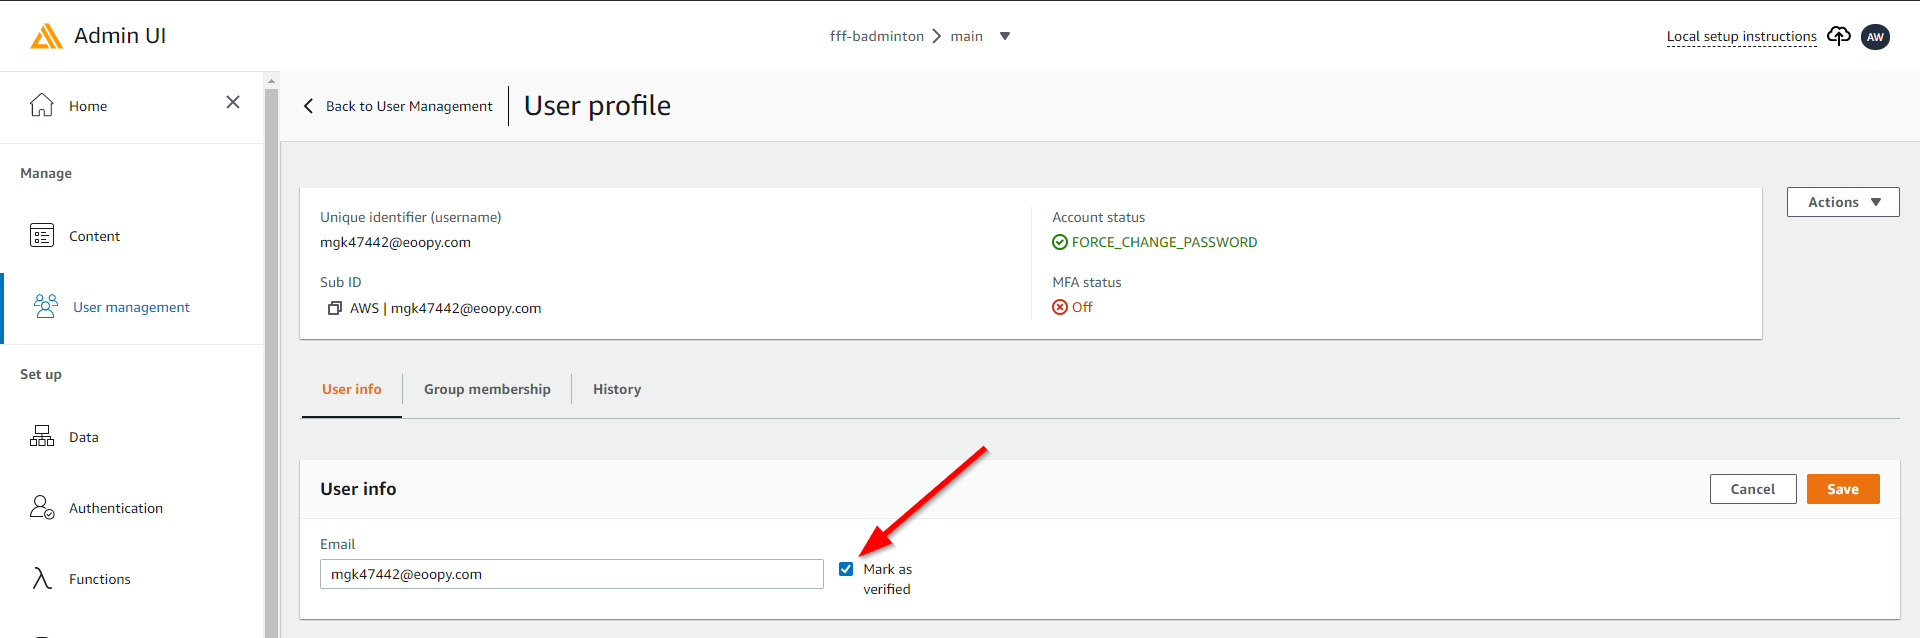 Admin UI
fff-badminton > main
Local setup instructions
AW
Home
Back to User Management
User profile
Manage
Content
User management
Set up
Data
Authentication
Functions
Unique identifier (username)
mgk47442@eoopy.com
Sub ID
AWS | mgk47442@eoopy.com
Account status
FORCE_CHANGE_PASSWORD
MFA status
Off
Actions
User info
Group membership
History
User info
Cancel
Save
Email
mgk47442@eoopy.com
Mark as
verified